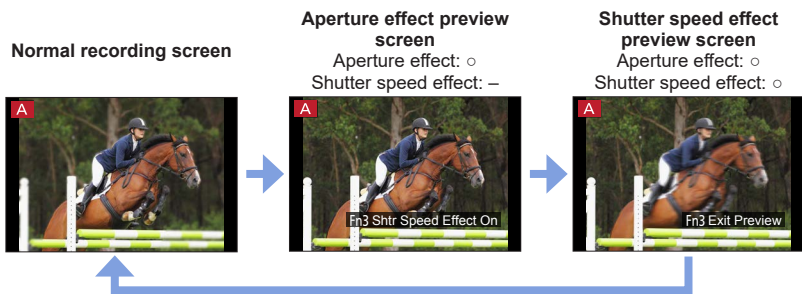 Normal recording screen
Aperture effect preview
screen
Aperture effect: ○
Shutter speed effect: –
Shutter speed effect
preview screen
Aperture effect: ○
Shutter speed effect: ○
A
A
Fn3 Shtr Speed Effect On
A
Fn3 Exit Preview